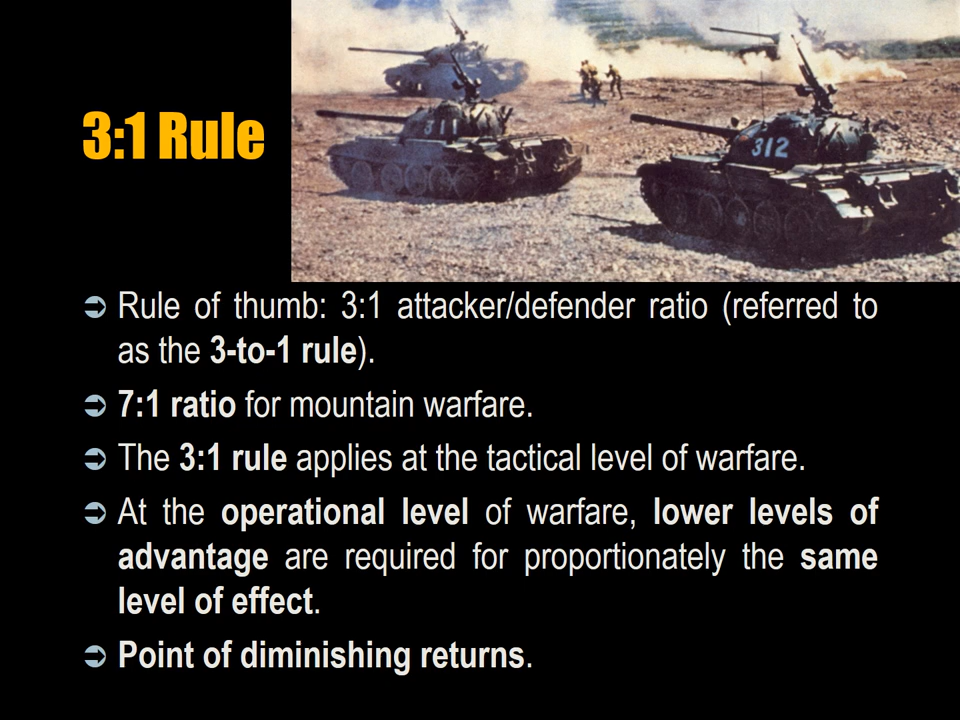 311
312
3:1 Rule
Rule of thumb: 3:1 attacker/defender ratio (referred to
as the 3-to-1 rule).
7:1 ratio for mountain warfare.
The 3:1 rule applies at the tactical level of warfare.
At the operational level of warfare, lower levels of
advantage are required for proportionately the same
level of effect.
Point of diminishing returns.